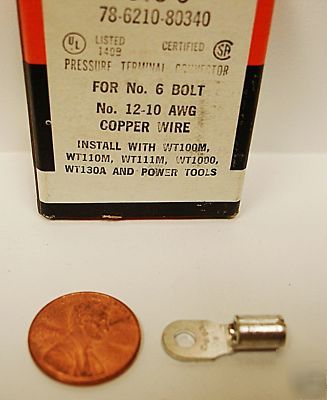 78-6210-80340
UL LISTED CERTIFIED SA
140B
PRESSURE TERMINAL CONNECTOR
FOR No. 6 BOLT
No. 12-10 AWG
COPPER WIRE
INSTALL WITH WT100M,
WT110M, WT111M, WT1000,
WT130A AND POWER TOOLS